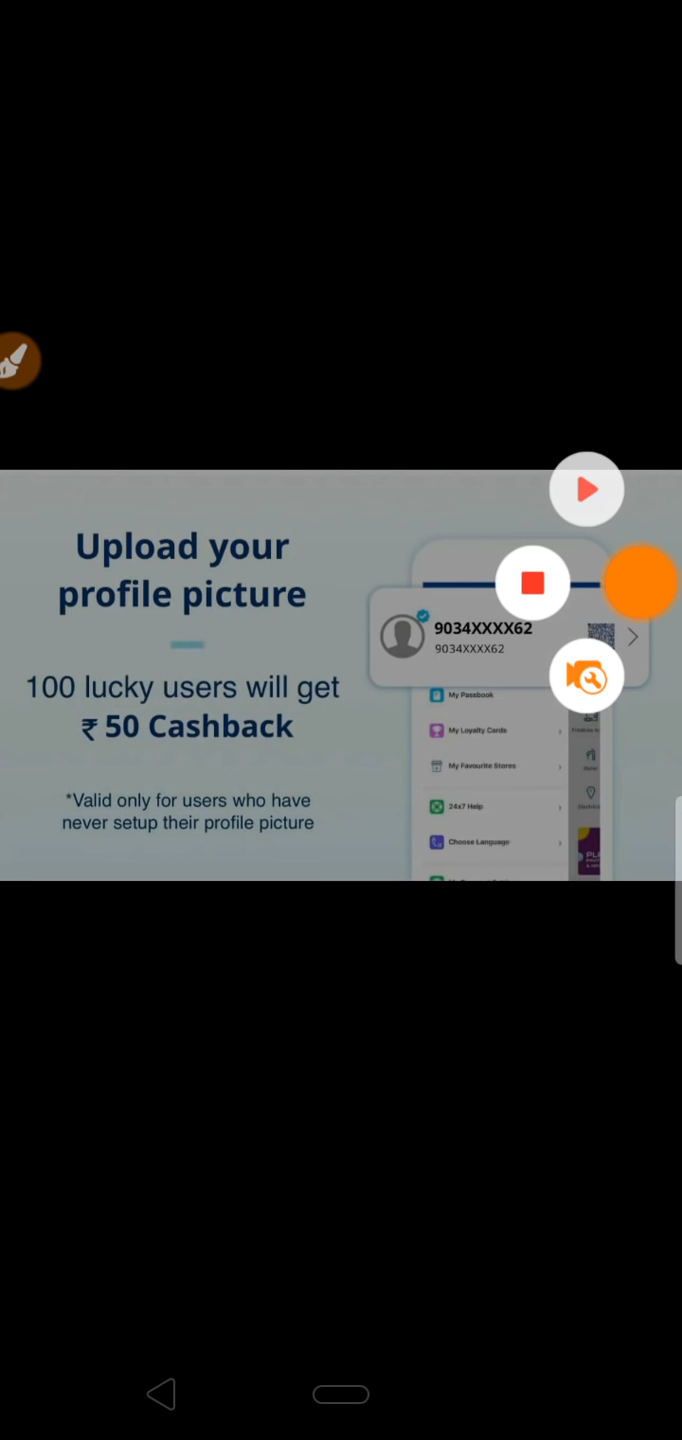 Upload your
profile picture
100 lucky users will get
₹ 50 Cashback
*Valid only for users who have
never setup their profile picture
9034XXXX62
9034XXXX62
My Passbook
My Loyalty Cards
My Favourite Stores
24x7 Help
Choose Language